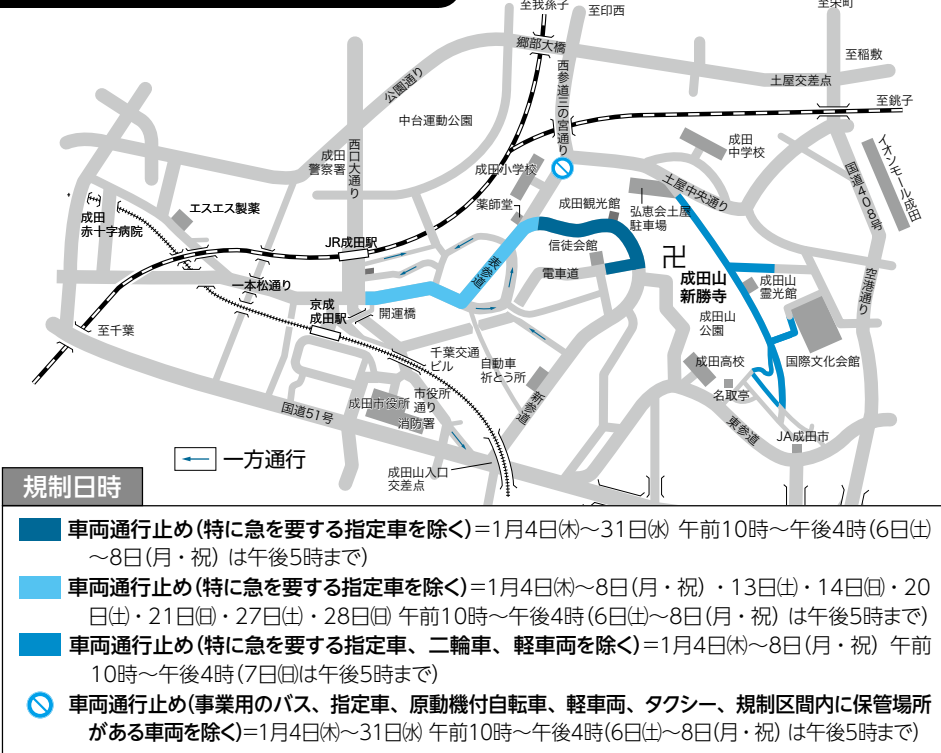 至我孫子
至印西
至栄町
郷部大橋
至稲敷
土屋交差点
公園通り
西参道三の宮通り
至銚子
中台運動公園
成田
中学校
イオンモール成田
西口大通り
成田
警察署
成田小学校
国道408号
土屋中央通り
エスエス製薬
成田
赤十字病院
薬師堂
成田観光館
弘恵会土屋
駐車場
JR成田駅
信徒会館
表参道
電車道
卍
成田山
新勝寺
成田山
霊光館
空港通り
一本松通り
京成
成田駅
開運橋
成田山
公園
至千葉
千葉交通
ビル
自動車
祈とう所
成田高校
国際文化会館
名取亭
市役所
通り
成田市役所
消防署
新参道
国道51号
東参道
JA成田市
一方通行
成田山入口
交差点
規制日時
車両通行止め(特に急を要する指定車を除く)=1月4日㈭～31日㈬ 午前10時～午後4時(6日㈯
～8日(月・祝) は午後5時まで)
車両通行止め(特に急を要する指定車を除く)=1月4日㈭～8日(月・祝) ・13日㈯・14日㈰・20
日㈯・21日㈰・27日㈯・28日㈰ 午前10時～午後4時(6日㈯～8日(月・祝) は午後5時まで)
車両通行止め(特に急を要する指定車、二輪車、軽車両を除く)=1月4日㈭～8日(月・祝) 午前
10時～午後4時(7日㈰は午後5時まで)
車両通行止め(事業用のバス、指定車、原動機付自転車、軽車両、タクシー、規制区間内に保管場所
がある車両を除く)=1月4日㈭～31日㈬ 午前10時～午後4時(6日㈯～8日(月・祝) は午後5時まで)